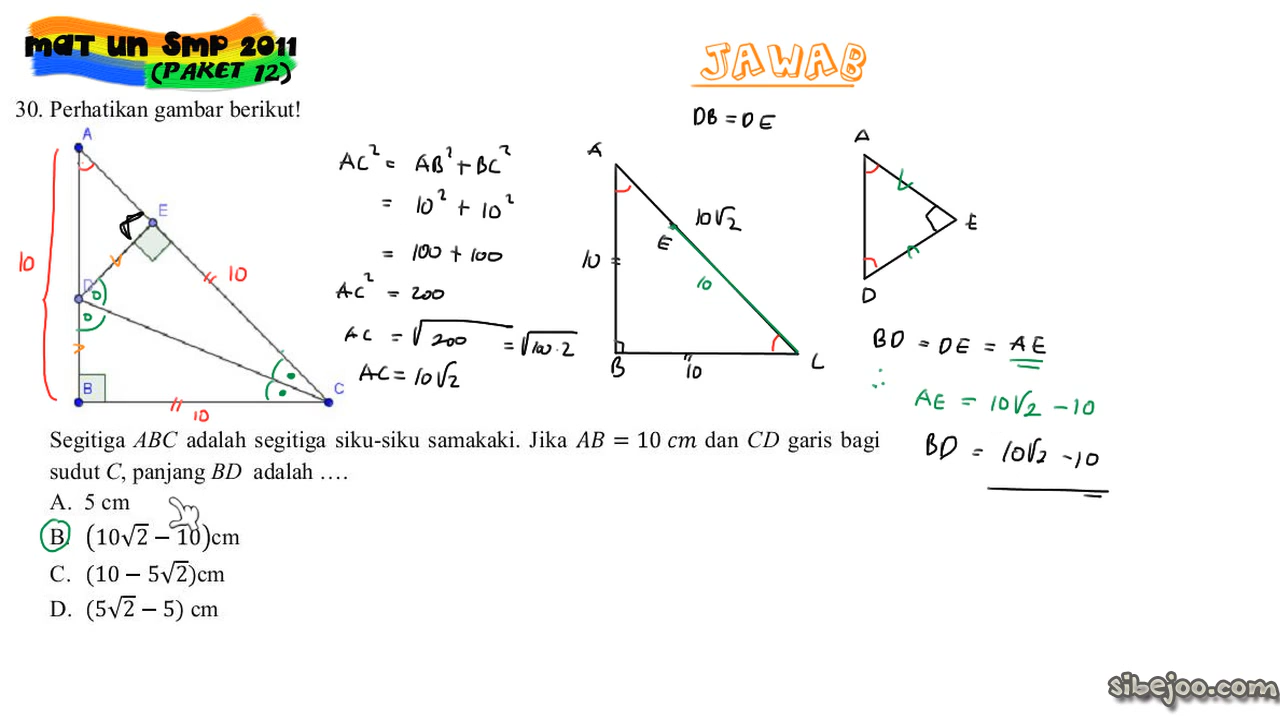 MAT UN SMP 2011
(PAKET 12)
JAWAB
30. Perhatikan gambar berikut!
A
E
D
B
C
10
10
10
AC² = AB² + BC²
= 10² + 10²
= 100 + 100
AC² = 200
AC = √200 = √100·2
AC = 10√2
DB = DE
A
10√2
E
10
10
B
10
C
A
E
D
BD = DE = AE
∴ AE = 10√2 - 10
BD = 10√2 - 10
Segitiga ABC adalah segitiga siku-siku samakaki. Jika AB = 10 cm dan CD garis bagi
sudut C, panjang BD adalah ….
A. 5 cm
B. (10√2 − 10)cm
C. (10 − 5√2)cm
D. (5√2 − 5) cm
sibejoo.com